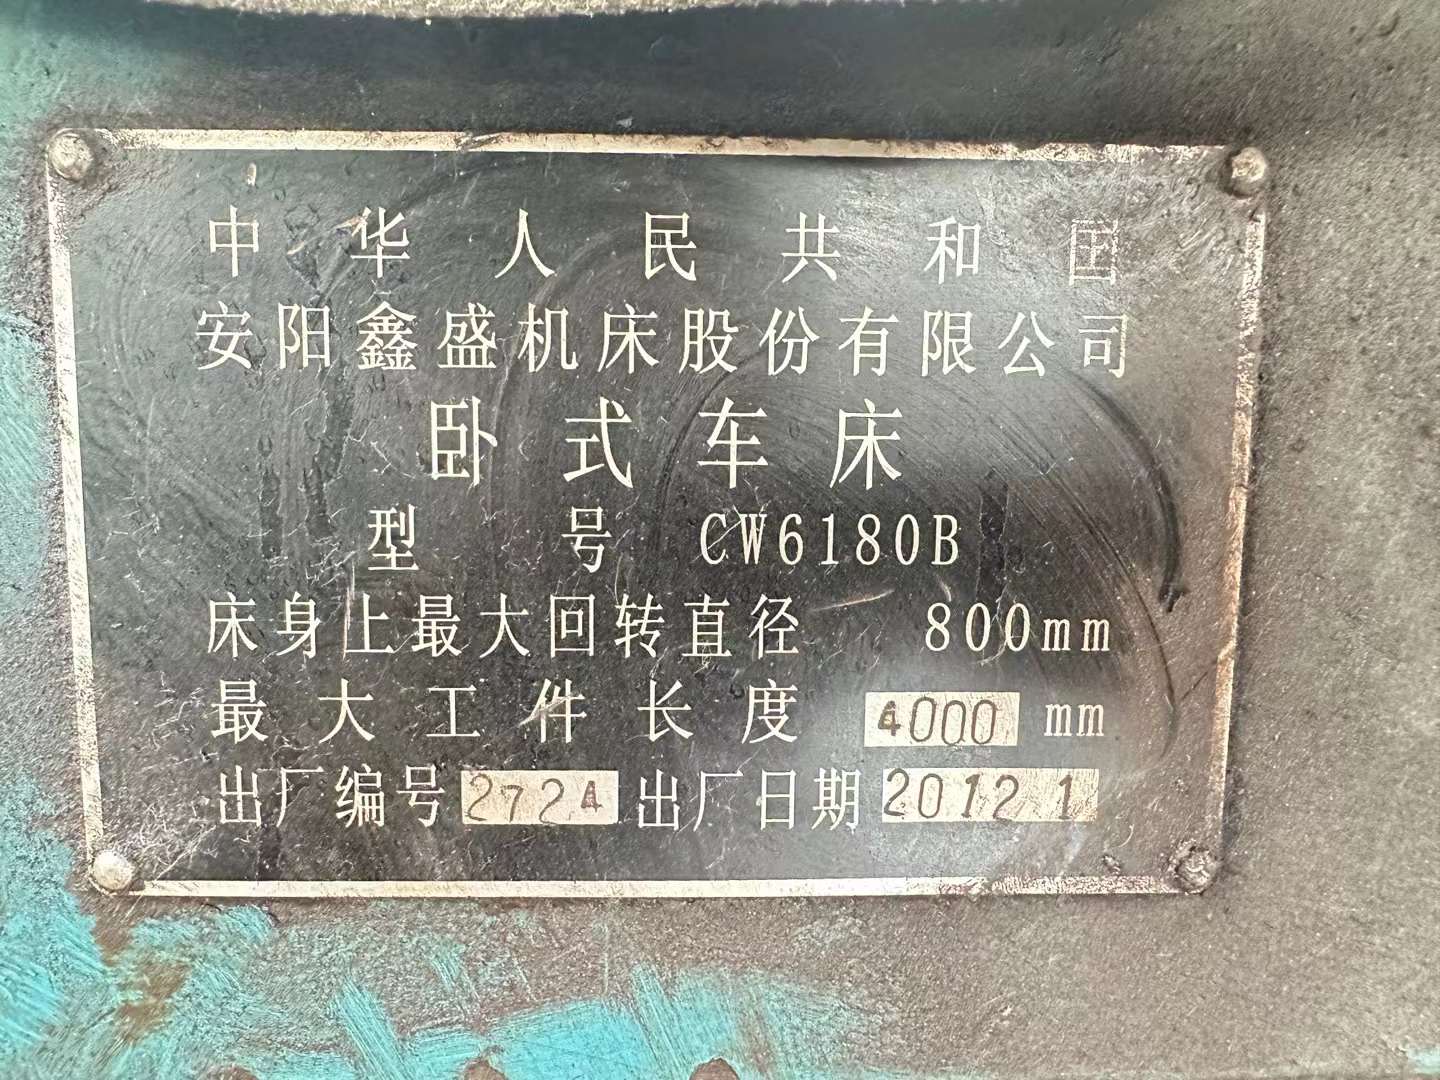 中华人民共和国
安阳鑫盛机床股份有限公司
卧式车床
型号 CW6180B
床身上最大回转直径 800mm
最大工件长度 4000 mm
出厂编号 2724 出厂日期 2012 1